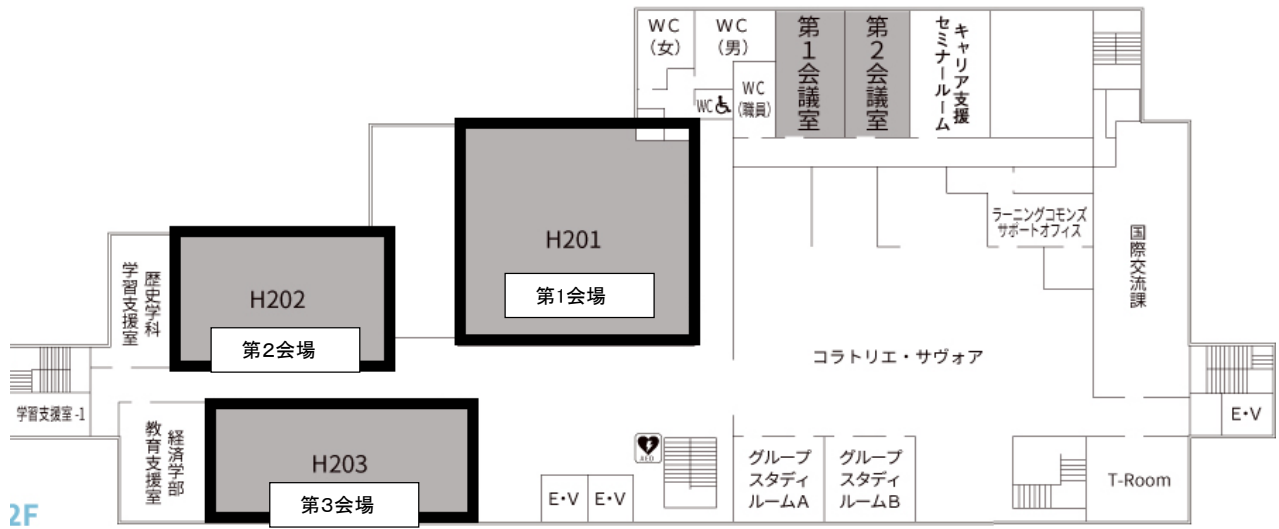 WC
(女)
WC
(男)
WC
WC
(職員)
第1会議室
第2会議室
キャリア支援
セミナールーム
ラーニングコモンズ
サポートオフィス
国際交流課
H201
第1会場
歴史学科
学習支援室
H202
第2会場
コラトリエ・サヴォア
学習支援室-1
経済学部
教育支援室
H203
第3会場
AED
E・V
E・V
グループ
スタディ
ルームA
グループ
スタディ
ルームB
T-Room
E・V
2F